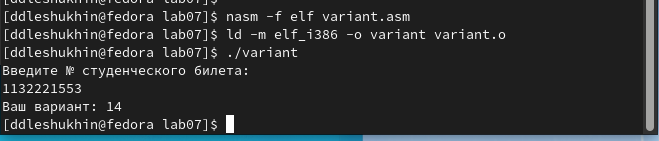 [ddleshukhin@fedora lab07]$ nasm -f elf variant.asm
[ddleshukhin@fedora lab07]$ ld -m elf_i386 -o variant variant.o
[ddleshukhin@fedora lab07]$ ./variant
Введите № студенческого билета:
1132221553
Ваш вариант: 14
[ddleshukhin@fedora lab07]$